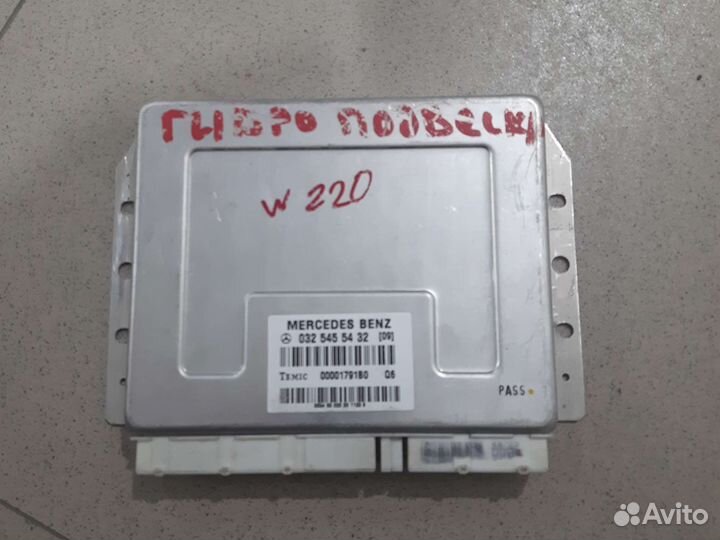 ГИДРО ПОДВЕСКИ
W 220
MERCEDES BENZ
032 545 54 32 [09]
TEMIC 0000179180 Q6
PASS
Avito